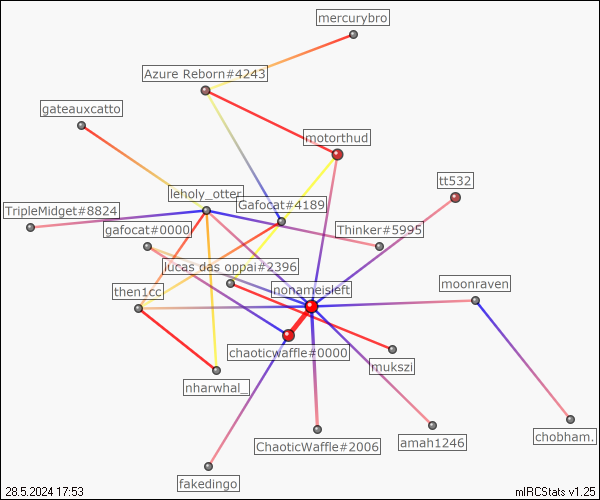 mercurybro
Azure Reborn#4243
gateauxcatto
motorthud
tt532
leholy_otter
Gafocat#4189
TripleMidget#8824
gafocat#0000
Thinker#5995
lucas das oppai#2396
then1cc
nonameisleft
moonraven
chaoticwaffle#0000
mukszi
nharwhal_
ChaoticWaffle#2006
amah1246
chobham.
fakedingo
28.5.2024 17:53
mIRCStats v1.25